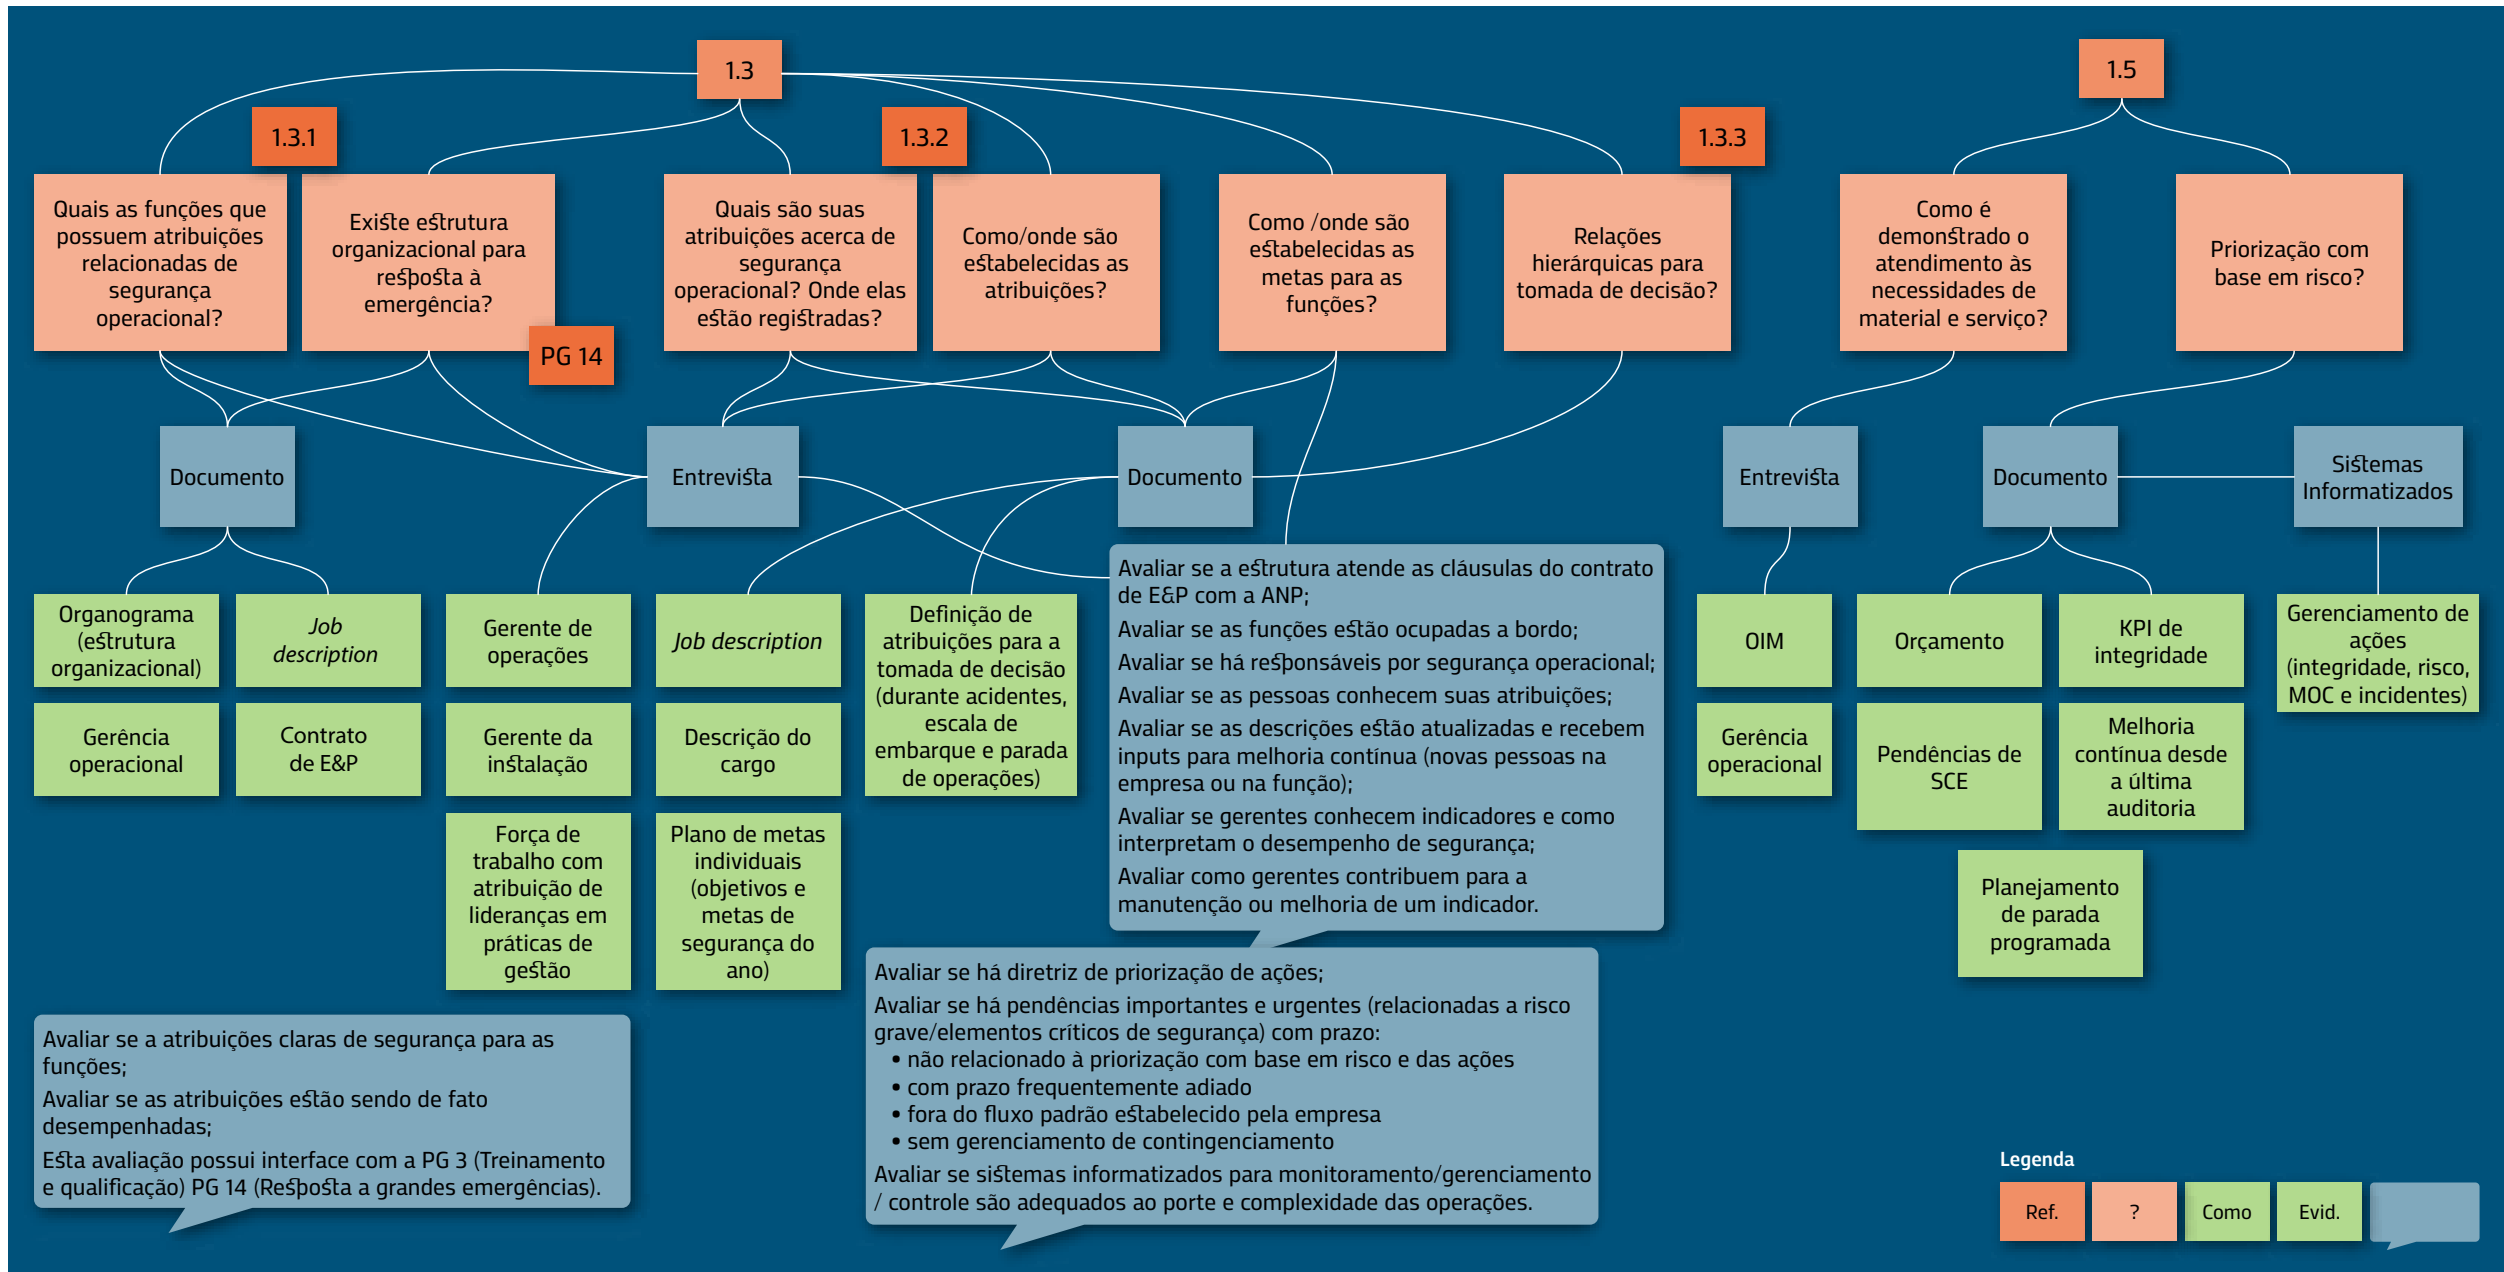 1.3
1.5
1.3.1
1.3.2
1.3.3
Quais as funções que
possuem atribuições
relacionadas de
segurança
operacional?
Existe estrutura
organizacional para
resposta à
emergência?
PG 14
Quais são suas
atribuições acerca de
segurança
operacional? Onde elas
estão registradas?
Como/onde são
estabelecidas as
atribuições?
Como /onde são
estabelecidas as
metas para as
funções?
Relações
hierárquicas para
tomada de decisão?
Como é
demonstrado o
atendimento às
necessidades de
material e serviço?
Priorização com
base em risco?
Documento
Entrevista
Documento
Entrevista
Documento
Sistemas
Informatizados
Organograma
(estrutura
organizacional)
Job
description
Gerente de
operações
Job description
Definição de
atribuições para a
tomada de decisão
(durante acidentes,
escala de
embarque e parada
de operações)
Gerência
operacional
Contrato
de E&P
Gerente da
instalação
Descrição do
cargo
Força de
trabalho com
atribuição de
lideranças em
práticas de
gestão
Plano de metas
individuais
(objetivos e
metas de
segurança do
ano)
Avaliar se a estrutura atende as cláusulas do contrato
de E&P com a ANP;
Avaliar se as funções estão ocupadas a bordo;
Avaliar se há responsáveis por segurança operacional;
Avaliar se as pessoas conhecem suas atribuições;
Avaliar se as descrições estão atualizadas e recebem
inputs para melhoria contínua (novas pessoas na
empresa ou na função);
Avaliar se gerentes conhecem indicadores e como
interpretam o desempenho de segurança;
Avaliar como gerentes contribuem para a
manutenção ou melhoria de um indicador.
OIM
Orçamento
KPI de
integridade
Gerenciamento de
ações
(integridade, risco,
MOC e incidentes)
Gerência
operacional
Pendências de
SCE
Melhoria
contínua desde
a última
auditoria
Planejamento
de parada
programada
Avaliar se a atribuições claras de segurança para as
funções;
Avaliar se as atribuições estão sendo de fato
desempenhadas;
Esta avaliação possui interface com a PG 3 (Treinamento
e qualificação) PG 14 (Resposta a grandes emergências).
Avaliar se há diretriz de priorização de ações;
Avaliar se há pendências importantes e urgentes (relacionadas a risco
grave/elementos críticos de segurança) com prazo:
• não relacionado à priorização com base em risco e das ações
• com prazo frequentemente adiado
• fora do fluxo padrão estabelecido pela empresa
• sem gerenciamento de contingenciamento
Avaliar se sistemas informatizados para monitoramento/gerenciamento
/ controle são adequados ao porte e complexidade das operações.
Legenda
Ref.
?
Como
Evid.